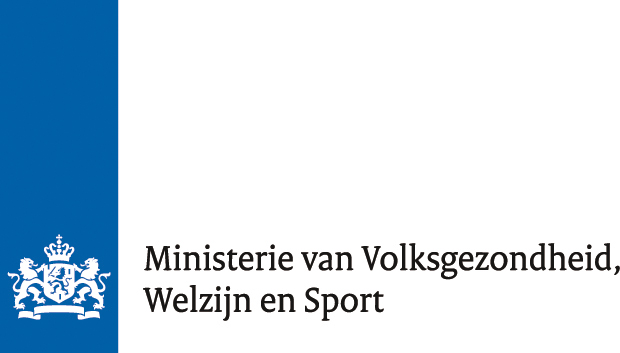 Ministerie van Volksgezondheid,
Welzijn en Sport